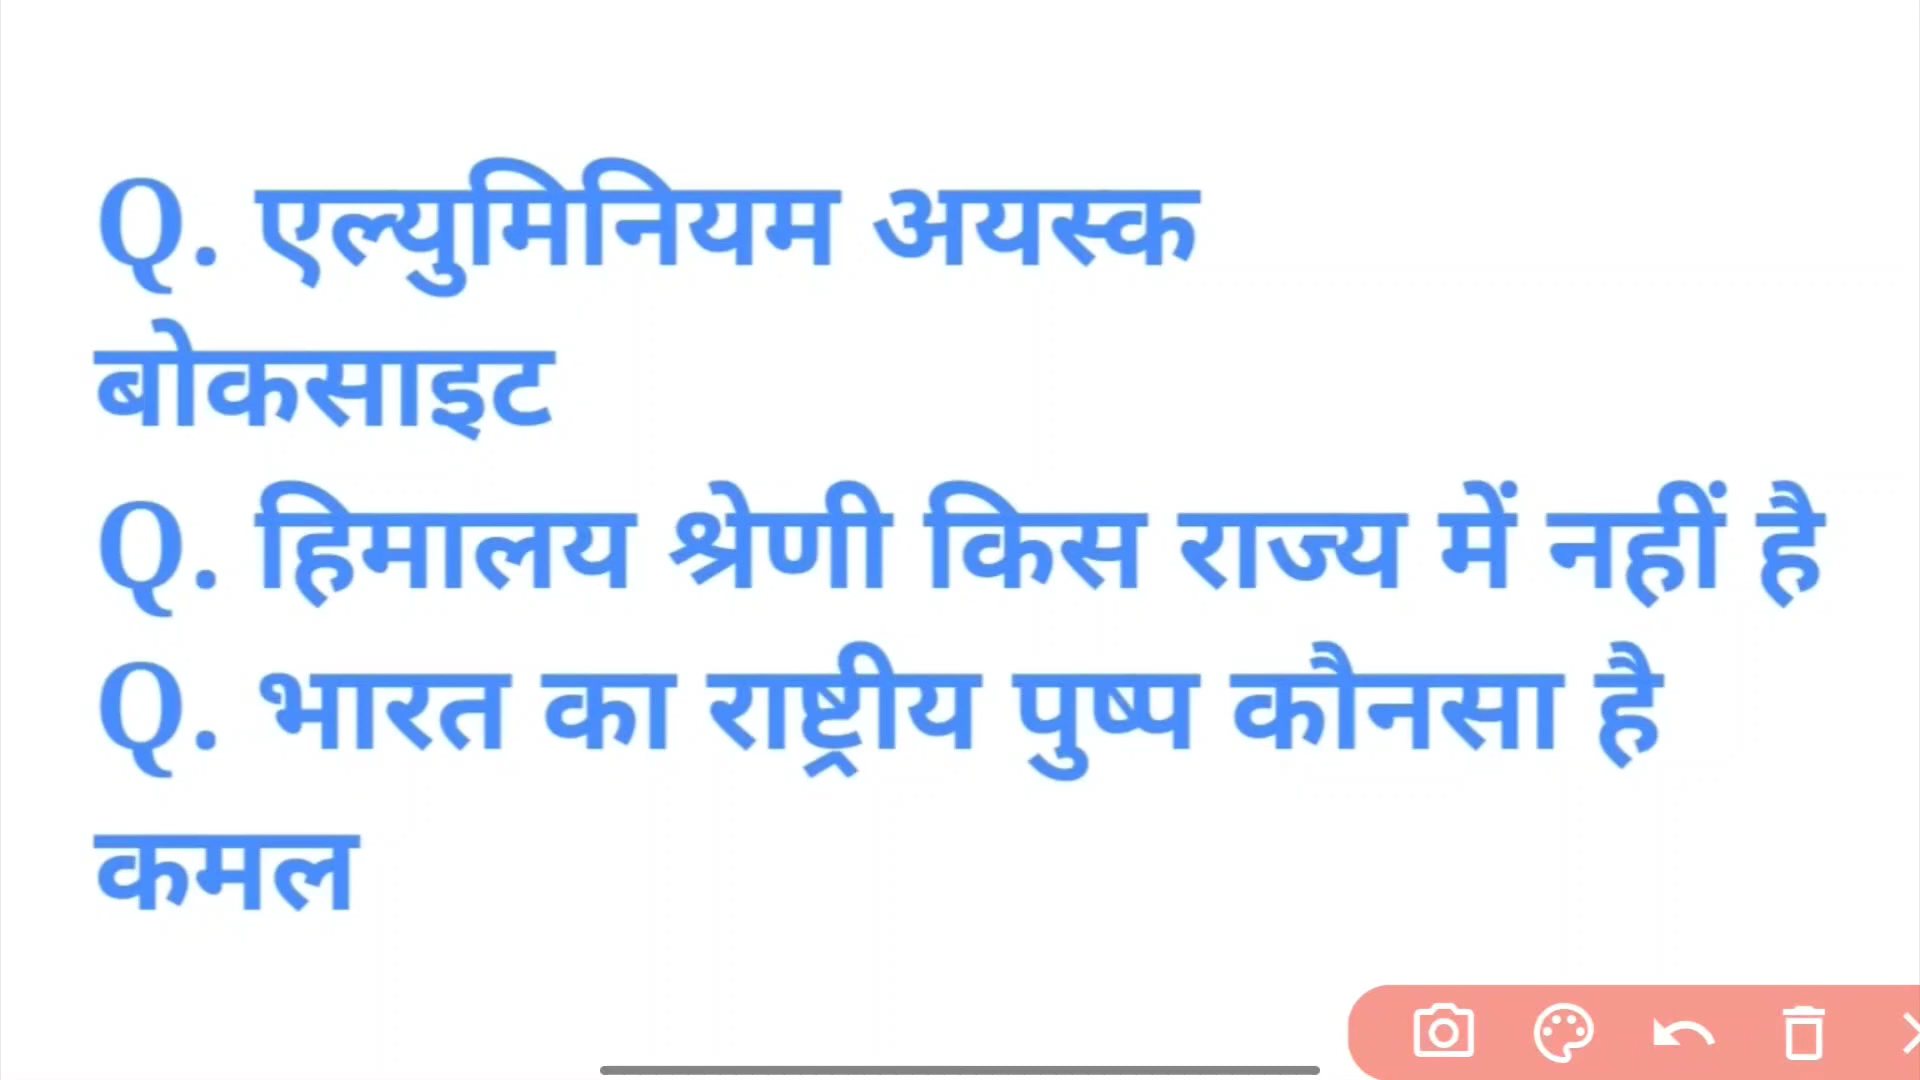 Q. एल्युमिनियम अयस्क
बोकसाइट
Q. हिमालय श्रेणी किस राज्य में नहीं है
Q. भारत का राष्ट्रीय पुष्प कौनसा है
कमल